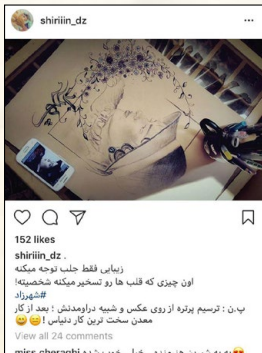 shiriiin_dz
152 likes
shiriiin_dz .
زیبایی فقط جلب توجه میکنه
اون چیزی که قلب ها رو تسخیر میکنه شخصیته!
#شهرزاد
پ.ن : ترسیم پرتره از روی عکس و شبیه دراومدنش ؛ بعد از کار
معدن سخت ترین کار دنیاس ! 😑😄
View all 24 comments